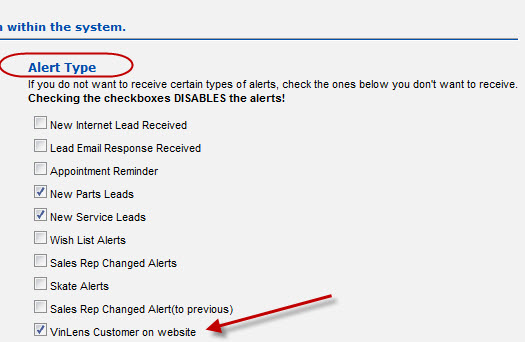 within the system.
Alert Type
If you do not want to receive certain types of alerts, check the ones below you don't want to receive.
Checking the checkboxes DISABLES the alerts!
New Internet Lead Received
Lead Email Response Received
Appointment Reminder
New Parts Leads
New Service Leads
Wish List Alerts
Sales Rep Changed Alerts
Skate Alerts
Sales Rep Changed Alert(to previous)
VinLens Customer on website